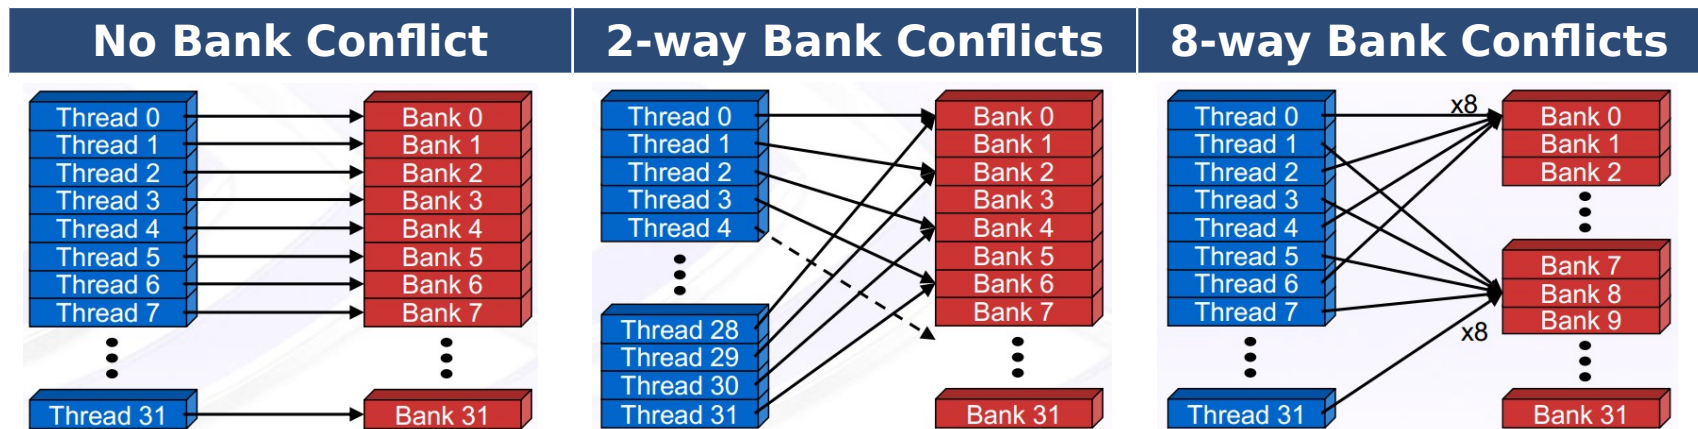 No Bank Conflict
Thread 0
Thread 1
Thread 2
Thread 3
Thread 4
Thread 5
Thread 6
Thread 7
Thread 31
Bank 0
Bank 1
Bank 2
Bank 3
Bank 4
Bank 5
Bank 6
Bank 7
Bank 31
2-way Bank Conflicts
Thread 0
Thread 1
Thread 2
Thread 3
Thread 4
Thread 28
Thread 29
Thread 30
Thread 31
Bank 0
Bank 1
Bank 2
Bank 3
Bank 4
Bank 5
Bank 6
Bank 7
Bank 31
8-way Bank Conflicts
Thread 0
Thread 1
Thread 2
Thread 3
Thread 4
Thread 5
Thread 6
Thread 7
Thread 31
x8
x8
Bank 0
Bank 1
Bank 2
Bank 7
Bank 8
Bank 9
Bank 31